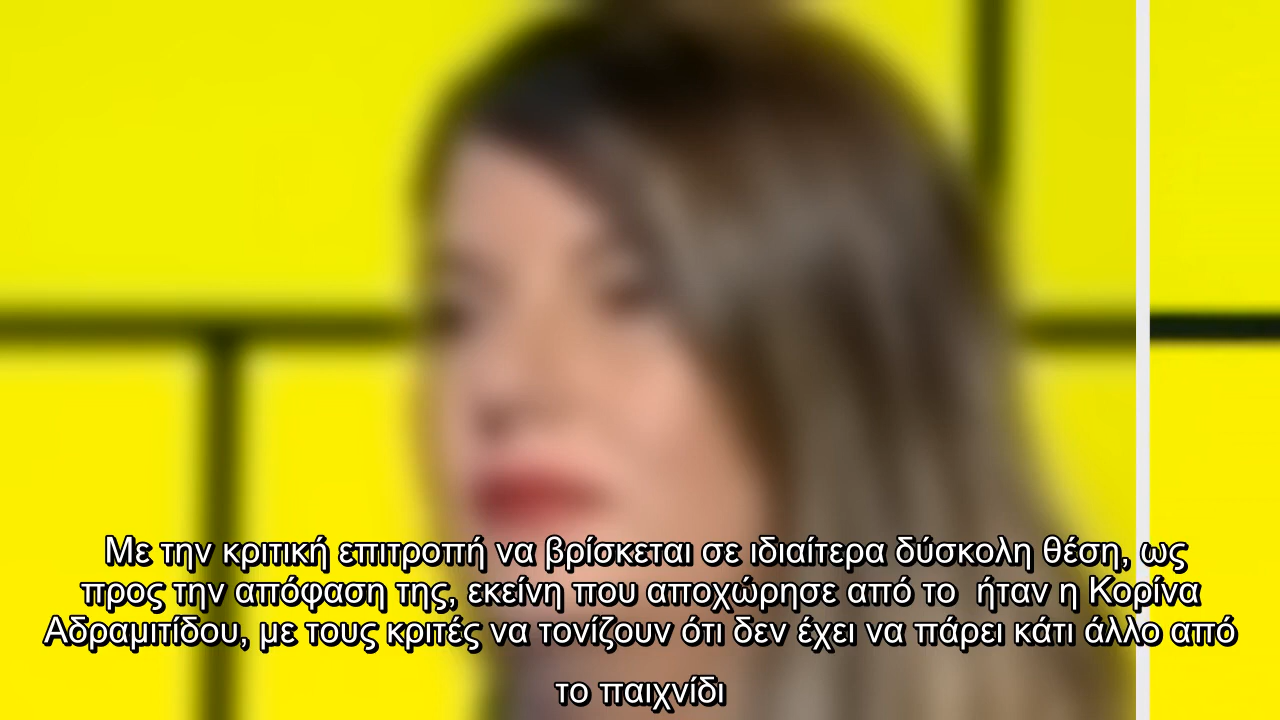 Με την κριτική επιτροπή να βρίσκεται σε ιδιαίτερα δύσκολη θέση, ως
προς την απόφαση της, εκείνη που αποχώρησε από το  ήταν η Κορίνα
Αδραμιτίδου, με τους κριτές να τονίζουν ότι δεν έχει να πάρει κάτι άλλο από
το παιχνίδι